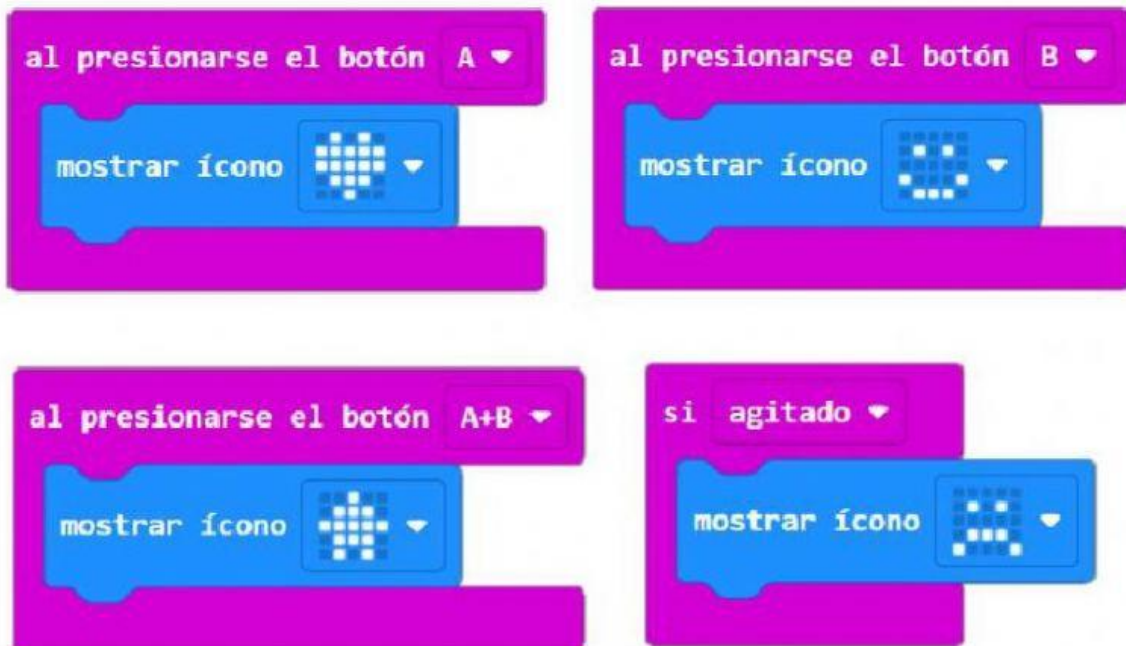 al presionarse el botón A
mostrar ícono
al presionarse el botón B
mostrar ícono
al presionarse el botón A+B
mostrar ícono
si agitado
mostrar ícono